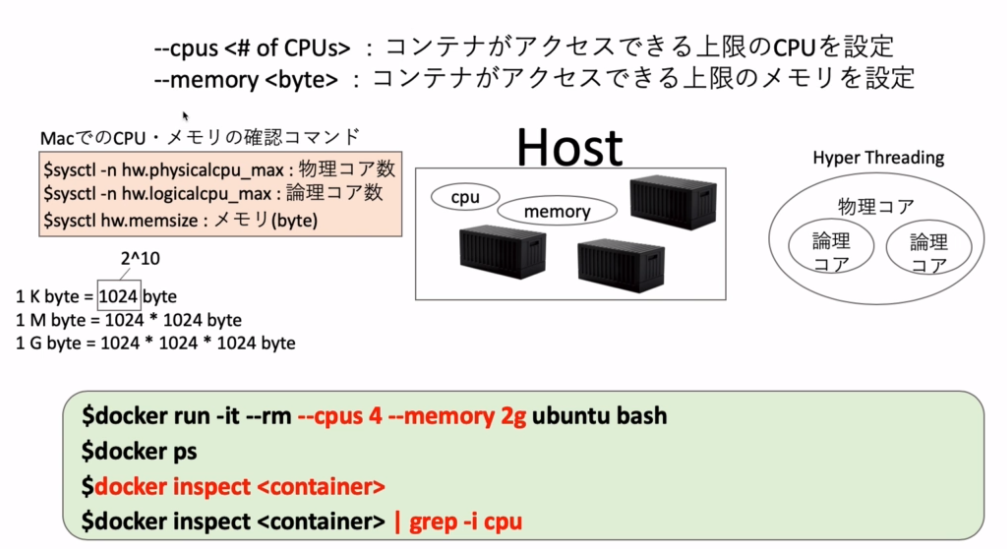 --cpus <# of CPUs> ：コンテナがアクセスできる上限のCPUを設定
--memory <byte> ：コンテナがアクセスできる上限のメモリを設定
MacでのCPU・メモリの確認コマンド
$sysctl -n hw.physicalcpu_max : 物理コア数
$sysctl -n hw.logicalcpu_max : 論理コア数
$sysctl hw.memsize : メモリ(byte)
2^10
1 K byte = 1024 byte
1 M byte = 1024 * 1024 byte
1 G byte = 1024 * 1024 * 1024 byte
Host
cpu
memory
Hyper Threading
物理コア
論理
コア
論理
コア
$docker run -it --rm --cpus 4 --memory 2g ubuntu bash
$docker ps
$docker inspect <container>
$docker inspect <container> | grep -i cpu